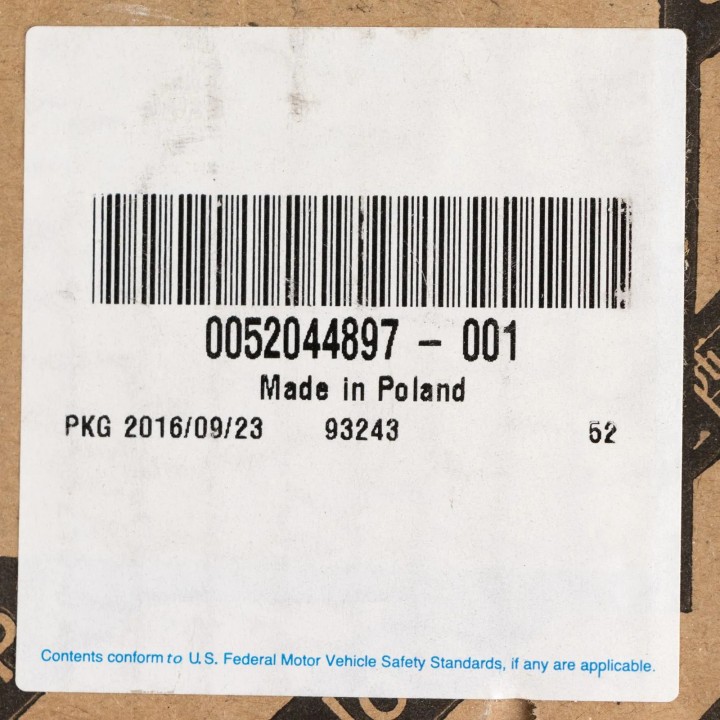 0052044897 - 001
Made in Poland
PKG 2016/09/23 93243 52
Contents conform to U.S. Federal Motor Vehicle Safety Standards, if any are applicable.